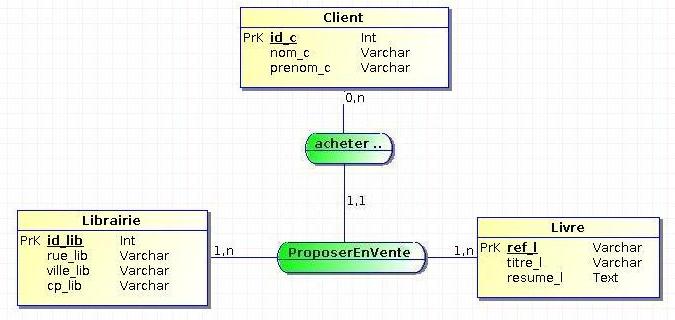 Client
PrK id_c Int
nom_c Varchar
prenom_c Varchar
0,n
acheter ..
1,1
Librairie
PrK id_lib Int
rue_lib Varchar
ville_lib Varchar
cp_lib Varchar
1,n
ProposerEnVente
1,n
Livre
PrK ref_l Varchar
titre_l Varchar
resume_l Text